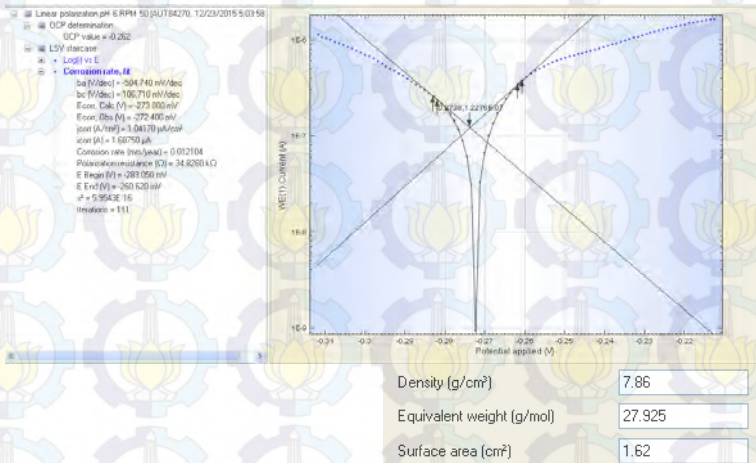 Linear polarization pH 6 RPM 50 [AUT84270, 12/23/2015 5:03:58
OCP determination
OCP value = -0.262
LSV staircase
Log(i) vs E
Corrosion rate, fit
ba (V/dec) = -504.740 mV/dec
bc (V/dec) = 106.710 mV/dec
Ecorr, Calc (V) = -273.000 mV
Ecorr, Obs (V) = -272.400 mV
jcorr (A/cm²) = 1.04170 µA/cm²
icorr (A) = 1.68750 µA
Corrosion rate (mm/year) = 0.012104
Polarization resistance (Ω) = 34.8260 kΩ
E Begin (V) = -283.050 mV
E End (V) = -260.620 mV
χ² = 5.9543E-16
Iterations = 111
WE(1).Current (A)
1E-6
1E-7
1E-8
1E-9
-0.31 -0.3 -0.29 -0.28 -0.27 -0.26 -0.25 -0.24 -0.23 -0.22
Potential applied (V)
Density (g/cm³) 7.86
Equivalent weight (g/mol) 27.925
Surface area (cm²) 1.62